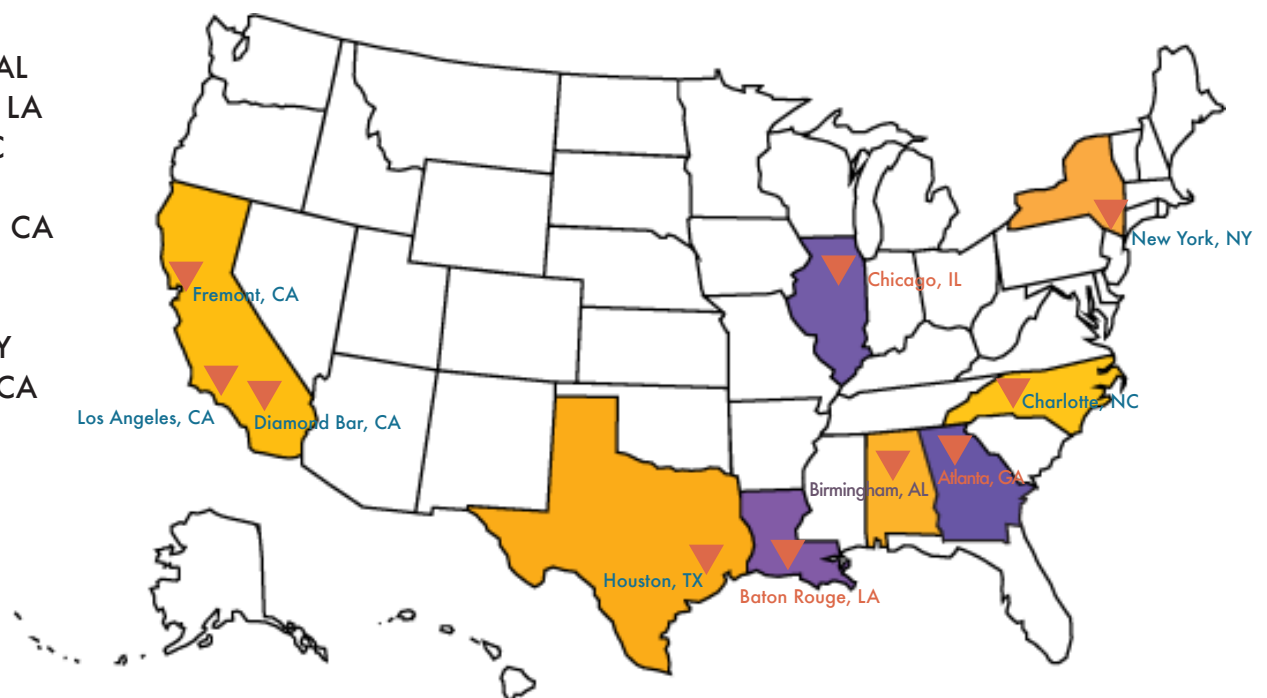 AL
LA
C
CA
Y
CA
New York, NY
Chicago, IL
Fremont, CA
Los Angeles, CA
Diamond Bar, CA
Charlotte, NC
Birmingham, AL
Atlanta, GA
Houston, TX
Baton Rouge, LA